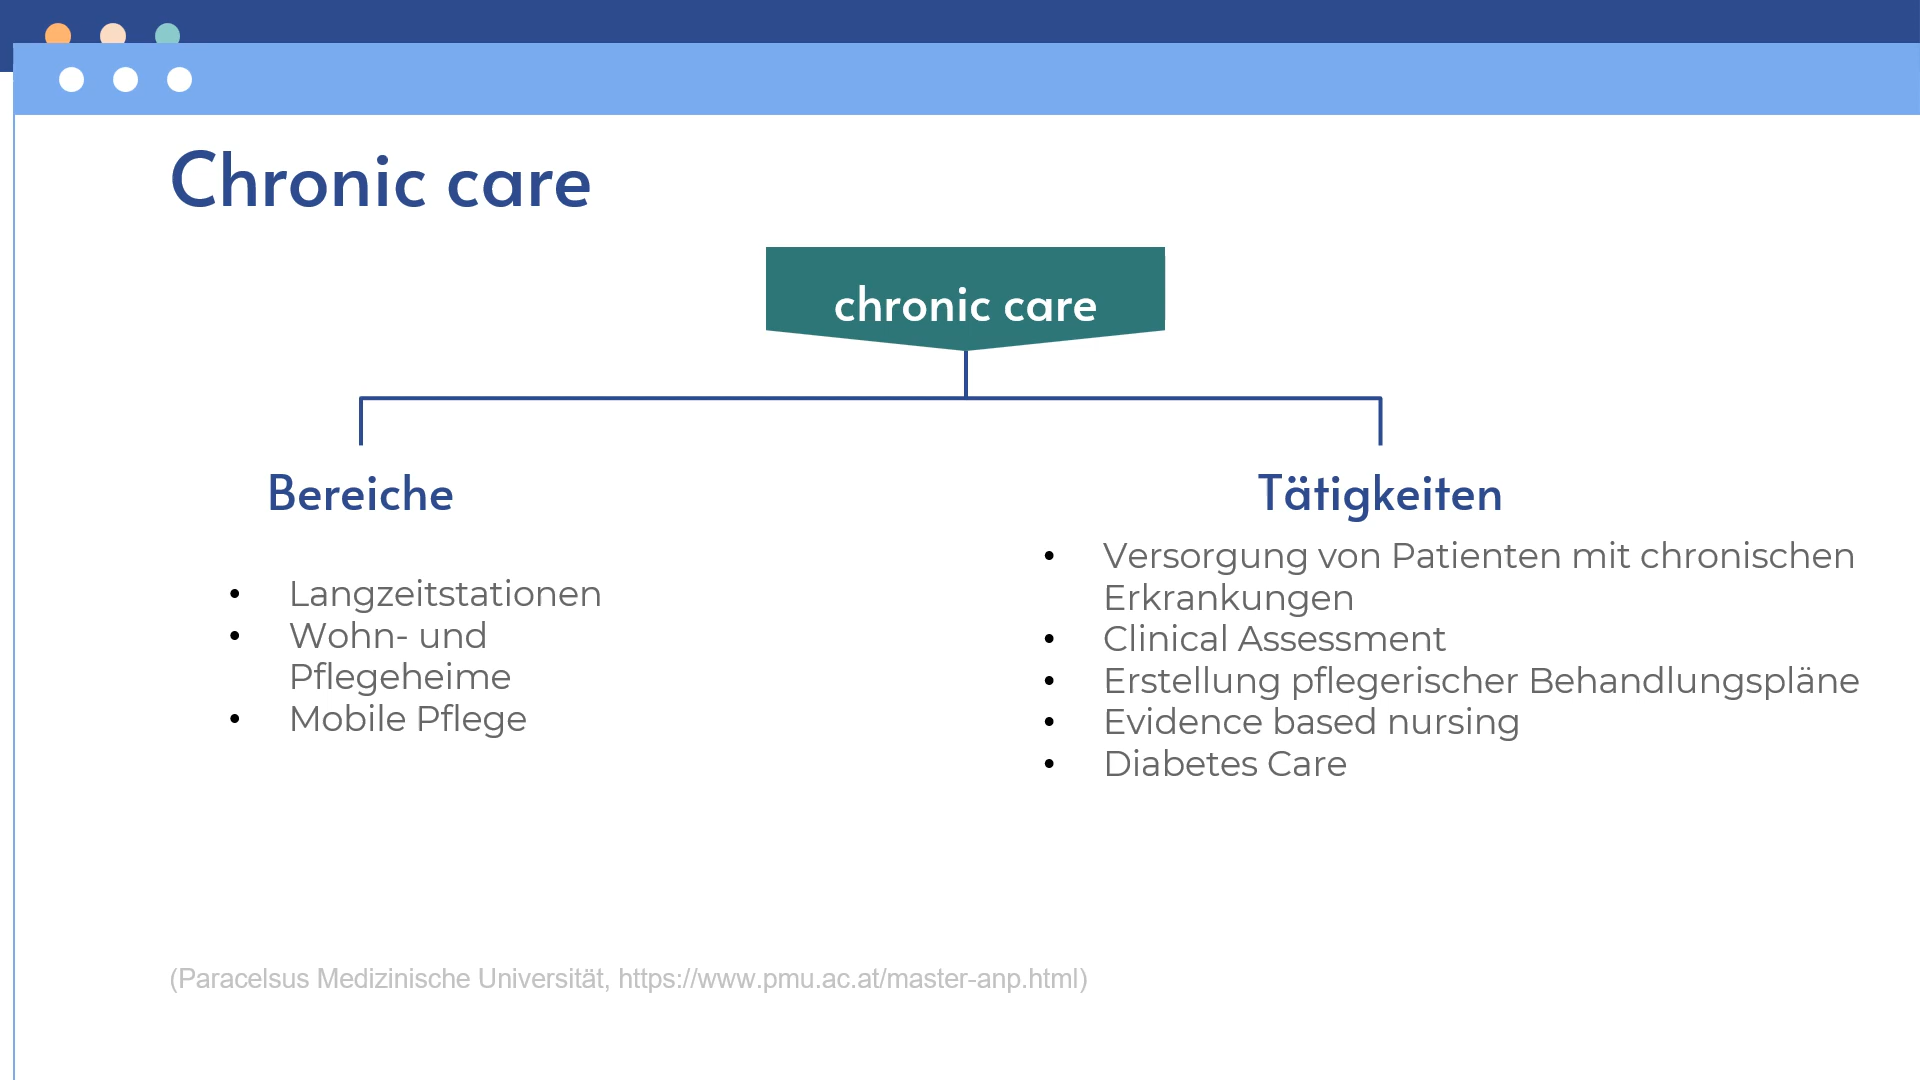 Chronic care
chronic care
Bereiche
• Langzeitstationen
• Wohn- und
Pflegeheime
• Mobile Pflege
Tätigkeiten
• Versorgung von Patienten mit chronischen
Erkrankungen
• Clinical Assessment
• Erstellung pflegerischer Behandlungspläne
• Evidence based nursing
• Diabetes Care
(Paracelsus Medizinische Universität, https://www.pmu.ac.at/master-anp.html)